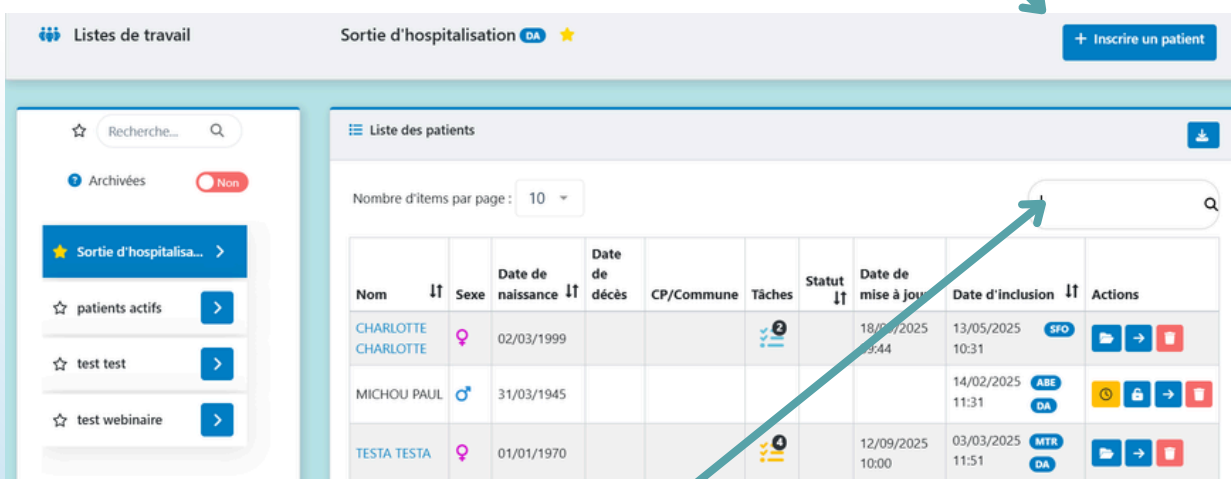 Listes de travail
Sortie d'hospitalisation DA
+ Inscrire un patient
Recherche...
Archivées Non
Sortie d'hospitalisa...
patients actifs
test test
test webinaire
Liste des patients
Nombre d'items par page : 10
Nom Sexe Date de naissance Date de décès CP/Commune Tâches Statut Date de mise à jour Date d'inclusion Actions
CHARLOTTE CHARLOTTE 02/03/1999 2 13/05/2025 10:31 SFO
MICHOU PAUL 31/03/1945 14/02/2025 11:31 ABE DA
TESTA TESTA 01/01/1970 4 12/09/2025 10:00 03/03/2025 11:51 MTR DA